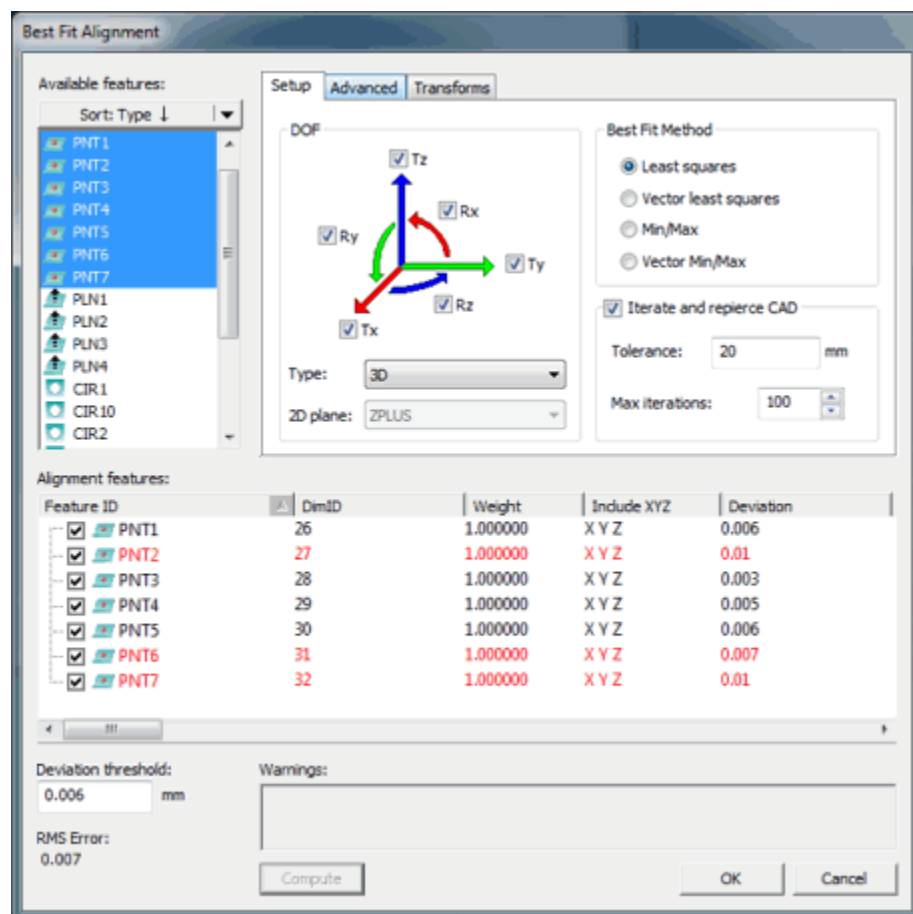 Best Fit Alignment
Available features:
Sort: Type ↓
PNT1
PNT2
PNT3
PNT4
PNT5
PNT6
PNT7
PLN1
PLN2
PLN3
PLN4
CIR1
CIR10
CIR2
Setup Advanced Transforms
DOF
Tz
Rx
Ry
Ty
Rz
Tx
Type: 3D
2D plane: ZPLUS
Best Fit Method
Least squares
Vector least squares
Min/Max
Vector Min/Max
Iterate and repierce CAD
Tolerance: 20 mm
Max iterations: 100
Alignment features:
Feature ID DimID Weight Include XYZ Deviation
PNT1 26 1.000000 X Y Z 0.006
PNT2 27 1.000000 X Y Z 0.01
PNT3 28 1.000000 X Y Z 0.003
PNT4 29 1.000000 X Y Z 0.005
PNT5 30 1.000000 X Y Z 0.006
PNT6 31 1.000000 X Y Z 0.007
PNT7 32 1.000000 X Y Z 0.01
Deviation threshold:
0.006 mm
RMS Error:
0.007
Warnings:
Compute OK Cancel